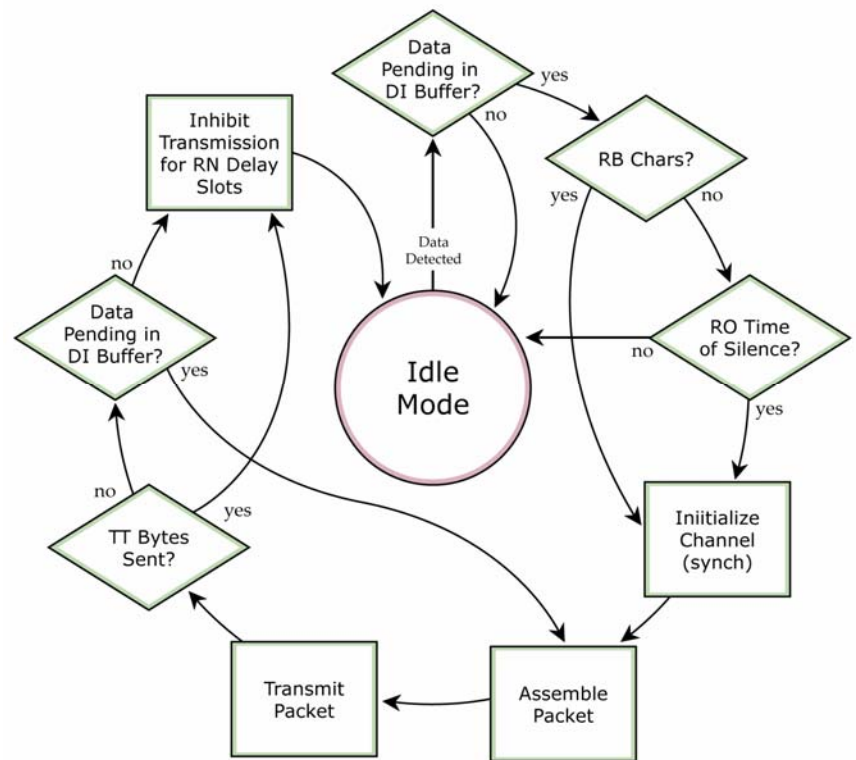 Data
Pending in
DI Buffer?
yes
no
RB Chars?
yes
no
RO Time
of Silence?
no
yes
Iniitialize
Channel
(synch)
Assemble
Packet
Transmit
Packet
TT Bytes
Sent?
no
yes
Data
Pending in
DI Buffer?
no
yes
Inhibit
Transmission
for RN Delay
Slots
Data
Detected
Idle
Mode